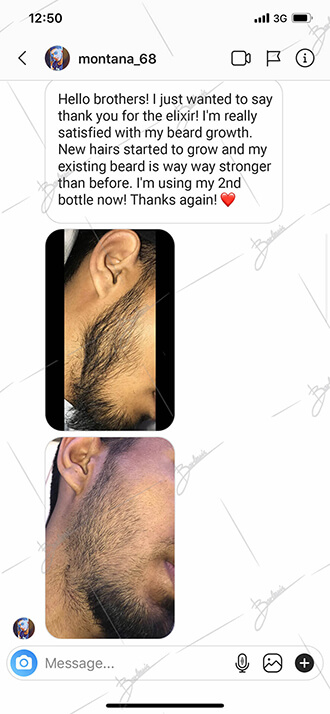 12:50
3G
montana_68
Hello brothers! I just wanted to say
thank you for the elixir! I'm really
satisfied with my beard growth.
New hairs started to grow and my
existing beard is way way stronger
than before. I'm using my 2nd
bottle now! Thanks again! ❤️
Message...